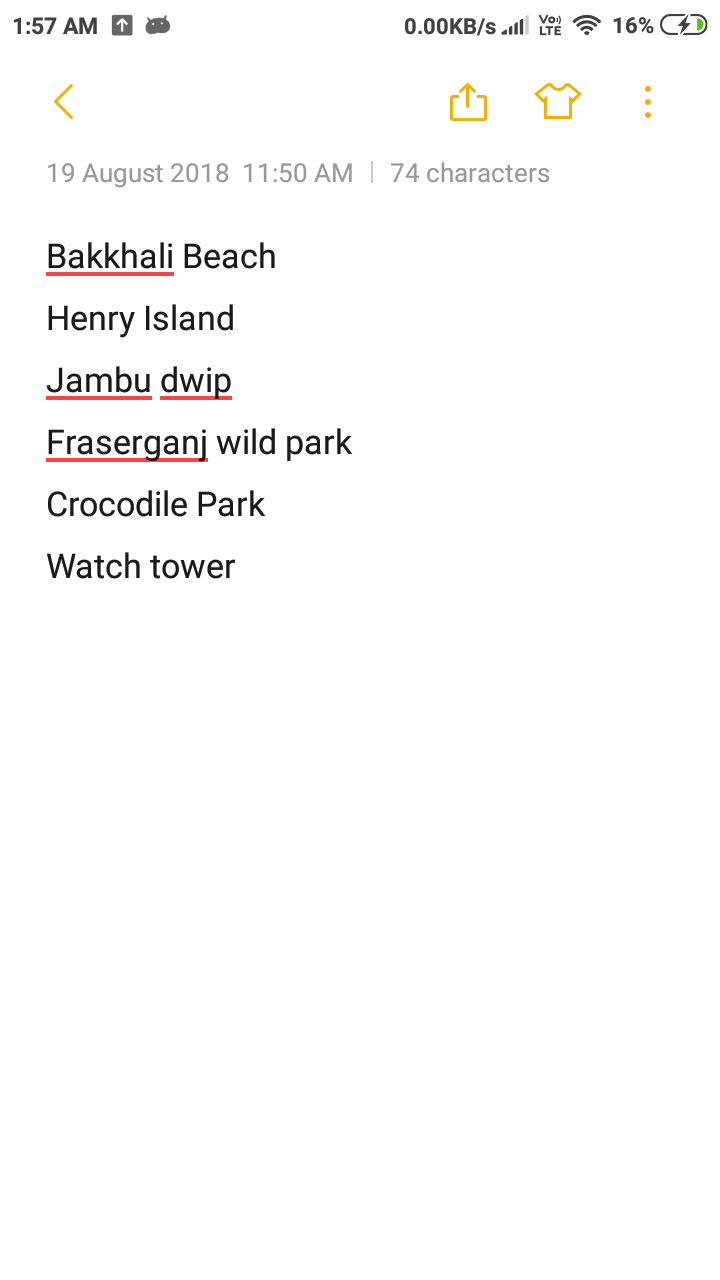 1:57 AM 0.00KB/s VoLTE 16%
19 August 2018 11:50 AM | 74 characters
Bakkhali Beach
Henry Island
Jambu dwip
Fraserganj wild park
Crocodile Park
Watch tower